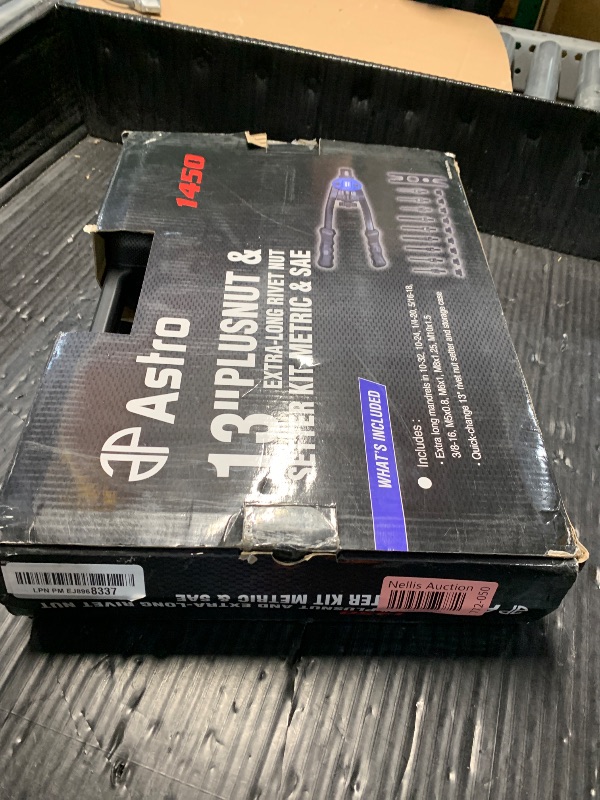 1450
Astro
13" PLUSNUT &
EXTRA-LONG RIVET NUT
SETTER KIT METRIC & SAE
WHAT'S INCLUDED
Includes:
• Extra long mandrels in 10-32, 10-24, 1/4-20, 5/16-18,
3/8-16, M5x0.8, M6x1, M8x1.25, M10x1.5
• Quick-change 13" rivet nut setter and storage case
LPN PM EJ8968337
PLUSNUT AND EXTRA-LONG RIVET NUT
TER KIT METRIC & SAE
Nellis Auction